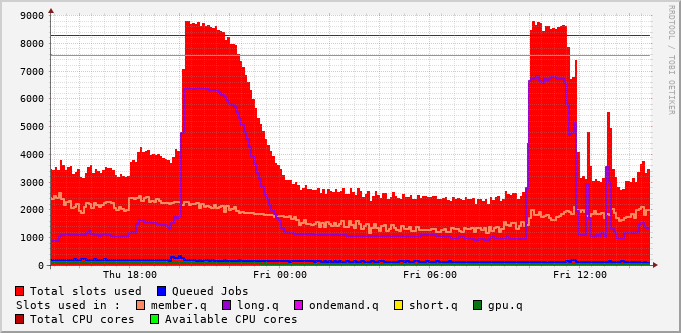 9000
8000
7000
6000
5000
4000
3000
2000
1000
0
Thu 18:00 Fri 00:00 Fri 06:00 Fri 12:00
RRDTOOL / TOBI OETIKER
Total slots used Queued Jobs
Slots used in : member.q long.q ondemand.q short.q gpu.q
Total CPU cores Available CPU cores